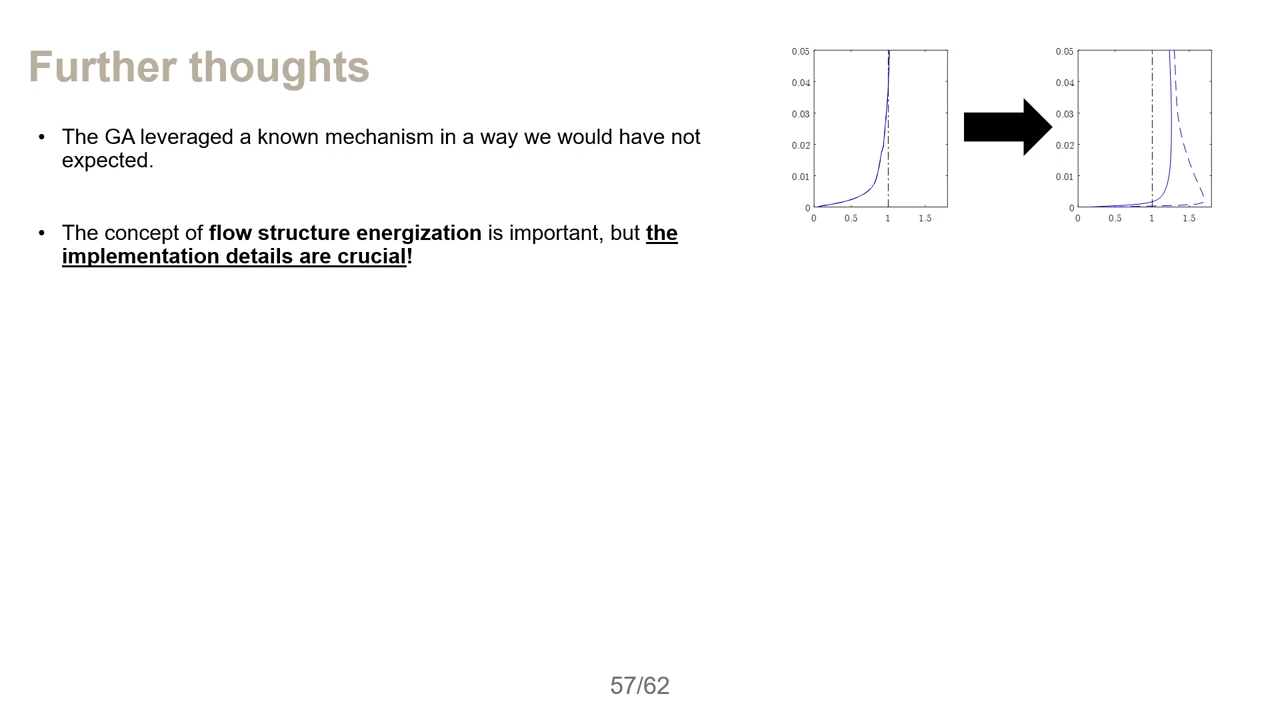 Further thoughts
• The GA leveraged a known mechanism in a way we would have not
expected.
• The concept of flow structure energization is important, but the
implementation details are crucial!
0.05
0.04
0.03
0.02
0.01
0
0 0.5 1 1.5
0.05
0.04
0.03
0.02
0.01
0
0 0.5 1 1.5
57/62